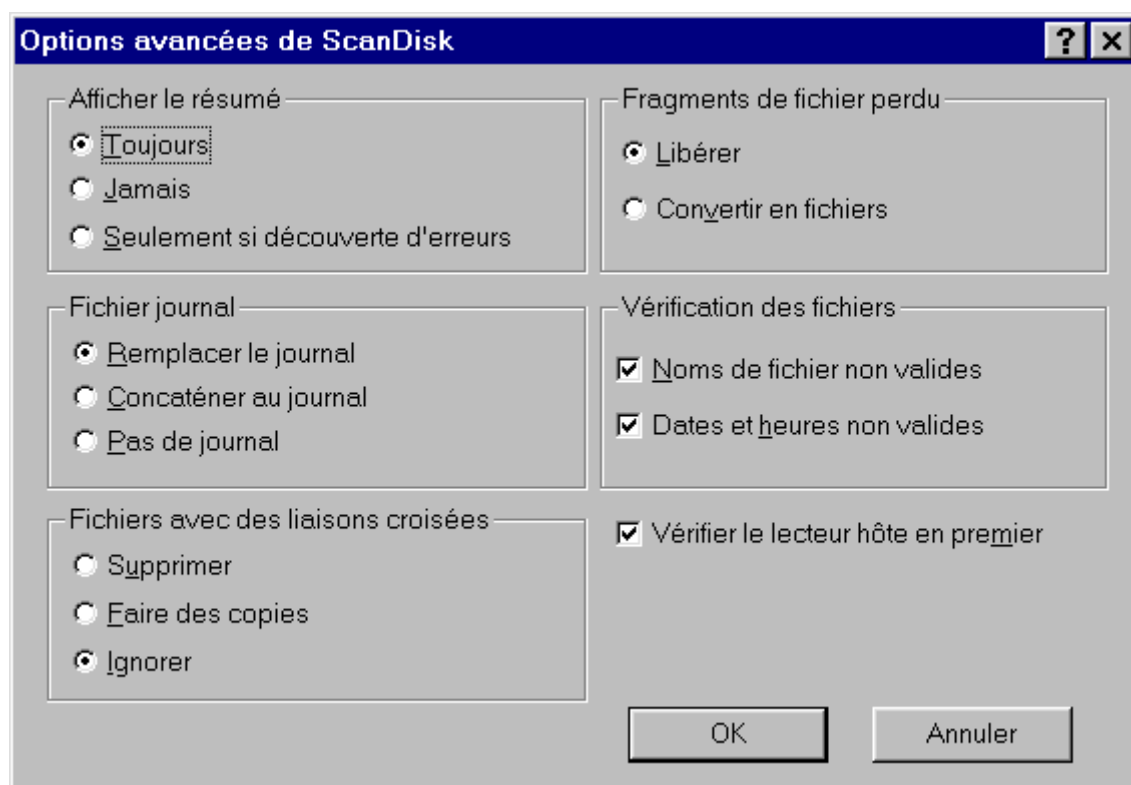 Options avancées de ScanDisk
Afficher le résumé
Toujours
Jamais
Seulement si découverte d'erreurs
Fragments de fichier perdu
Libérer
Convertir en fichiers
Fichier journal
Remplacer le journal
Concaténer au journal
Pas de journal
Vérification des fichiers
Noms de fichier non valides
Dates et heures non valides
Fichiers avec des liaisons croisées
Supprimer
Faire des copies
Ignorer
Vérifier le lecteur hôte en premier
OK
Annuler